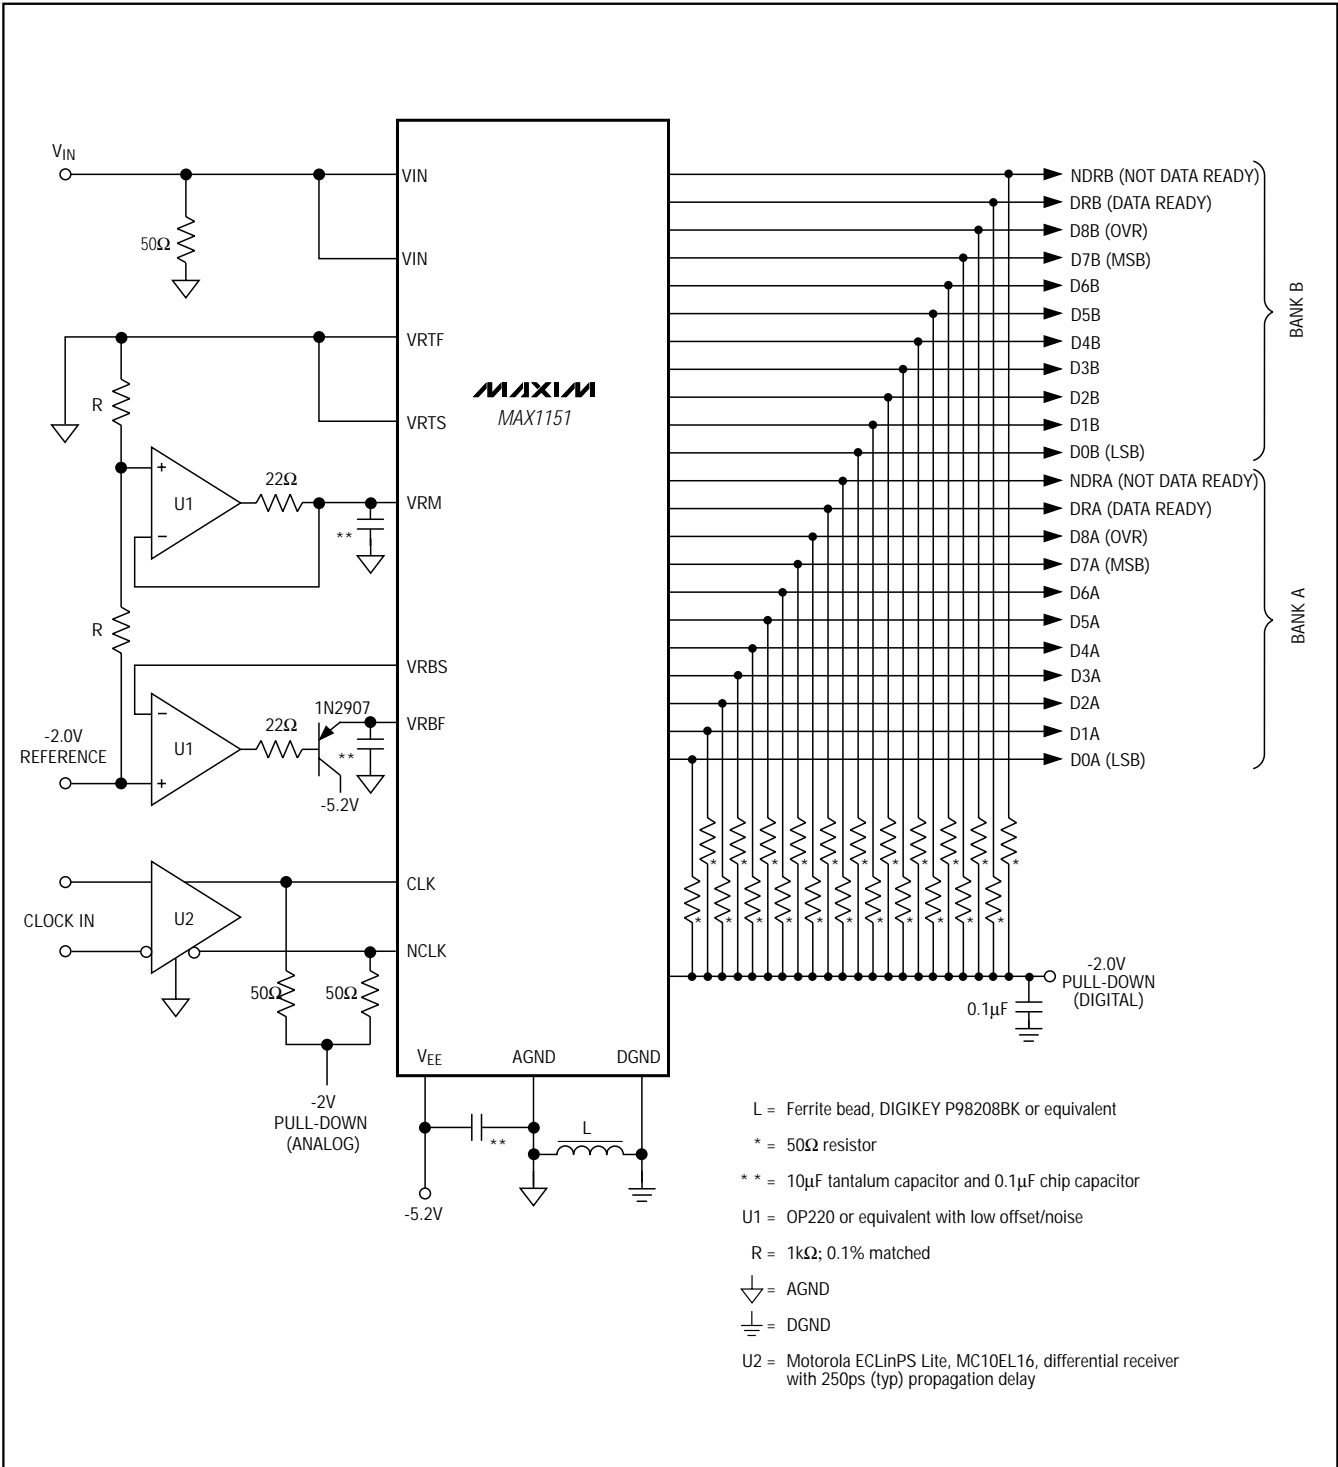 VIN
50Ω
VIN
VIN
VRTF
R
VRTS
MAXIM
MAX1151
+
U1
-
22Ω
VRM
**
R
VRBS
-2.0V
REFERENCE
-
U1
+
22Ω
1N2907
VRBF
**
-5.2V
CLOCK IN
U2
CLK
NCLK
50Ω
50Ω
-2V
PULL-DOWN
(ANALOG)
VEE
AGND
DGND
**
L
-5.2V
NDRB (NOT DATA READY)
DRB (DATA READY)
D8B (OVR)
D7B (MSB)
D6B
D5B
D4B
D3B
D2B
D1B
D0B (LSB)
BANK B
NDRA (NOT DATA READY)
DRA (DATA READY)
D8A (OVR)
D7A (MSB)
D6A
D5A
D4A
D3A
D2A
D1A
D0A (LSB)
BANK A
* * * * * * * * * * *
* * * * * * * * * * *
-2.0V
PULL-DOWN
(DIGITAL)
0.1µF
L = Ferrite bead, DIGIKEY P98208BK or equivalent
* = 50Ω resistor
* * = 10µF tantalum capacitor and 0.1µF chip capacitor
U1 = OP220 or equivalent with low offset/noise
R = 1kΩ; 0.1% matched
= AGND
= DGND
U2 = Motorola ECLinPS Lite, MC10EL16, differential receiver
with 250ps (typ) propagation delay